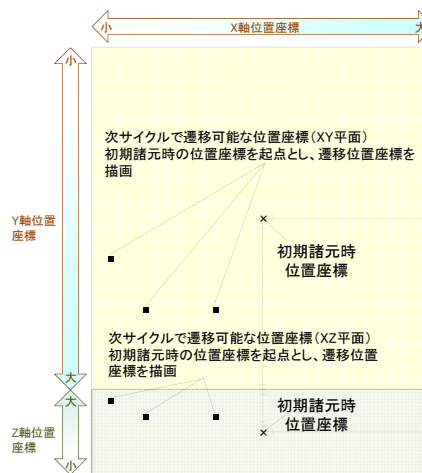 小
X軸位置座標
大
小
次サイクルで遷移可能な位置座標(XY平面)
初期諸元時の位置座標を起点とし、遷移位置座標を
描画
Y軸位置
座標
初期諸元時
位置座標
次サイクルで遷移可能な位置座標(XZ平面)
初期諸元時の位置座標を起点とし、遷移位置
座標を描画
大
大
初期諸元時
位置座標
Z軸位置
座標
小